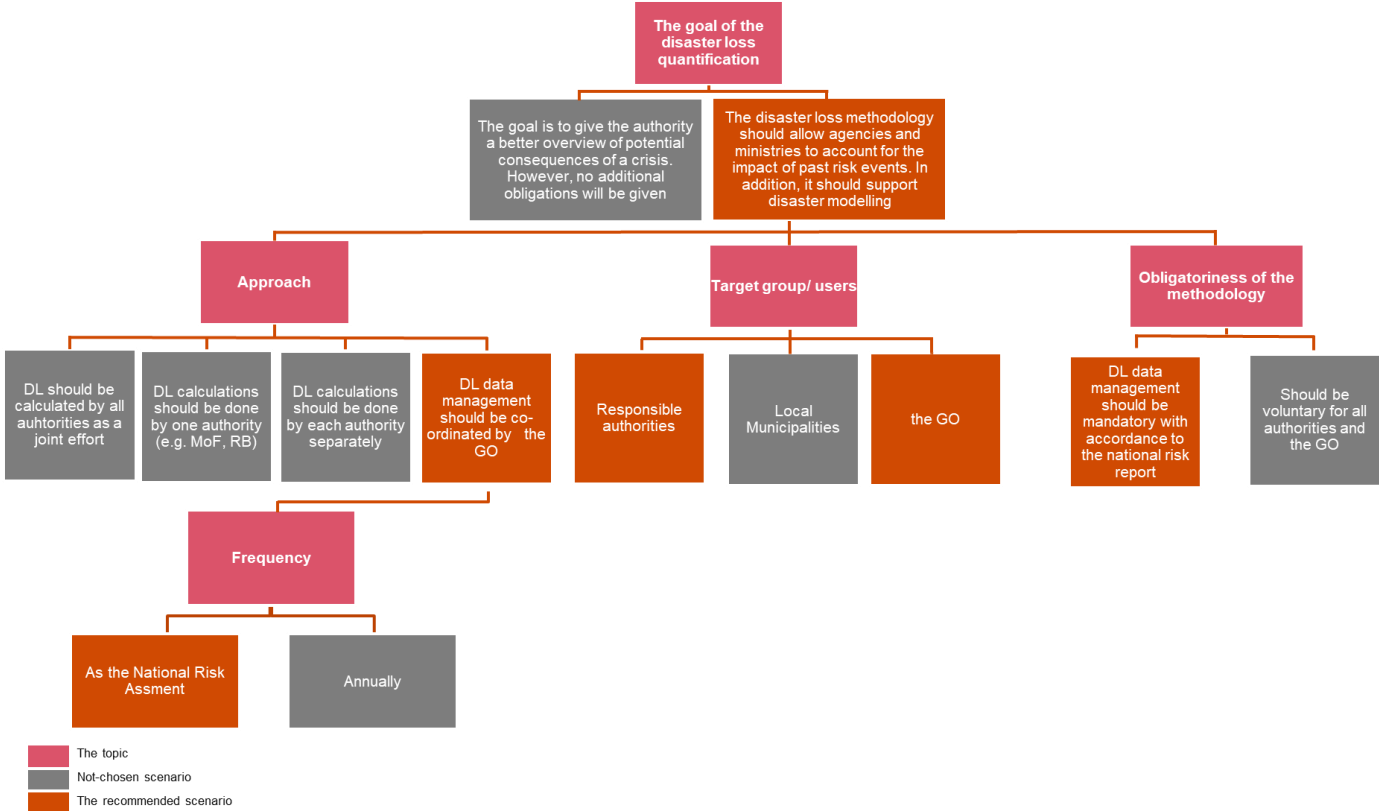 The goal of the
disaster loss
quantification
The goal is to give the authority
a better overview of potential
consequences of a crisis.
However, no additional
obligations will be given
The disaster loss methodology
should allow agencies and
ministries to account for the
impact of past risk events. In
addition, it should support
disaster modelling
Approach
Target group/ users
Obligatoriness of the
methodology
DL should be
calculated by all
auhtorities as a
joint effort
DL calculations
should be done
by one authority
(e.g. MoF, RB)
DL calculations
should be done
by each authority
separately
DL data
management
should be co-
ordinated by the
GO
Responsible
authorities
Local
Municipalities
the GO
DL data
management
should be
mandatory with
accordance to
the national risk
report
Should be
voluntary for all
authorities and
the GO
Frequency
As the National Risk
Assment
Annually
The topic
Not-chosen scenario
The recommended scenario